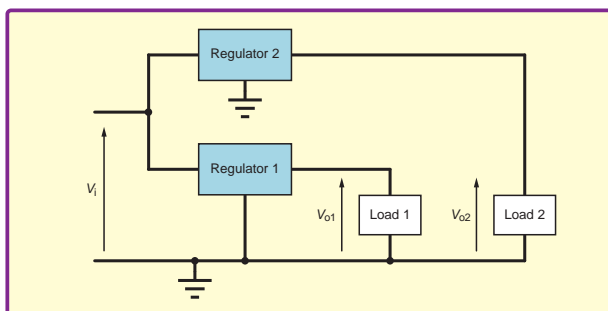 Regulator 2
Regulator 1
Vi
Vo1
Load 1
Vo2
Load 2